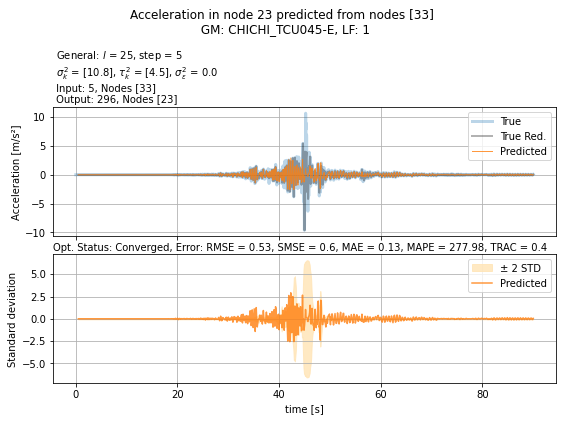 Acceleration in node 23 predicted from nodes [33]
GM: CHICHI_TCU045-E, LF: 1
General: l = 25, step = 5
σ²ₖ = [10.8], τ²ₖ = [4.5], σ²ₑ = 0.0
Input: 5, Nodes [33]
Output: 296, Nodes [23]
Acceleration [m/s²]
10
5
0
−5
−10
True
True Red.
Predicted
Opt. Status: Converged, Error: RMSE = 0.53, SMSE = 0.6, MAE = 0.13, MAPE = 277.98, TRAC = 0.4
Standard deviation
5.0
2.5
0.0
−2.5
−5.0
± 2 STD
Predicted
0 20 40 60 80
time [s]